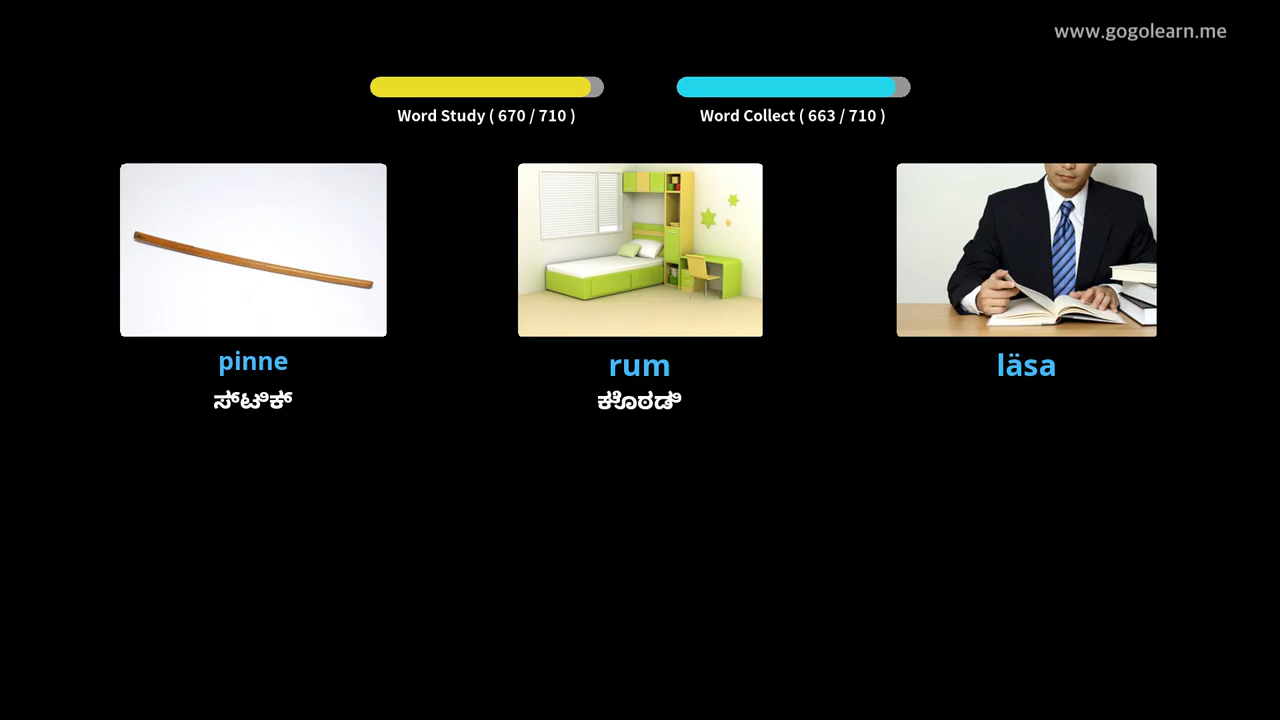 www.gogolearn.me
Word Study ( 670 / 710 )
Word Collect ( 663 / 710 )
pinne
ಸ್ಟಿಕ್
rum
ಕೊಠಡಿ
läsa